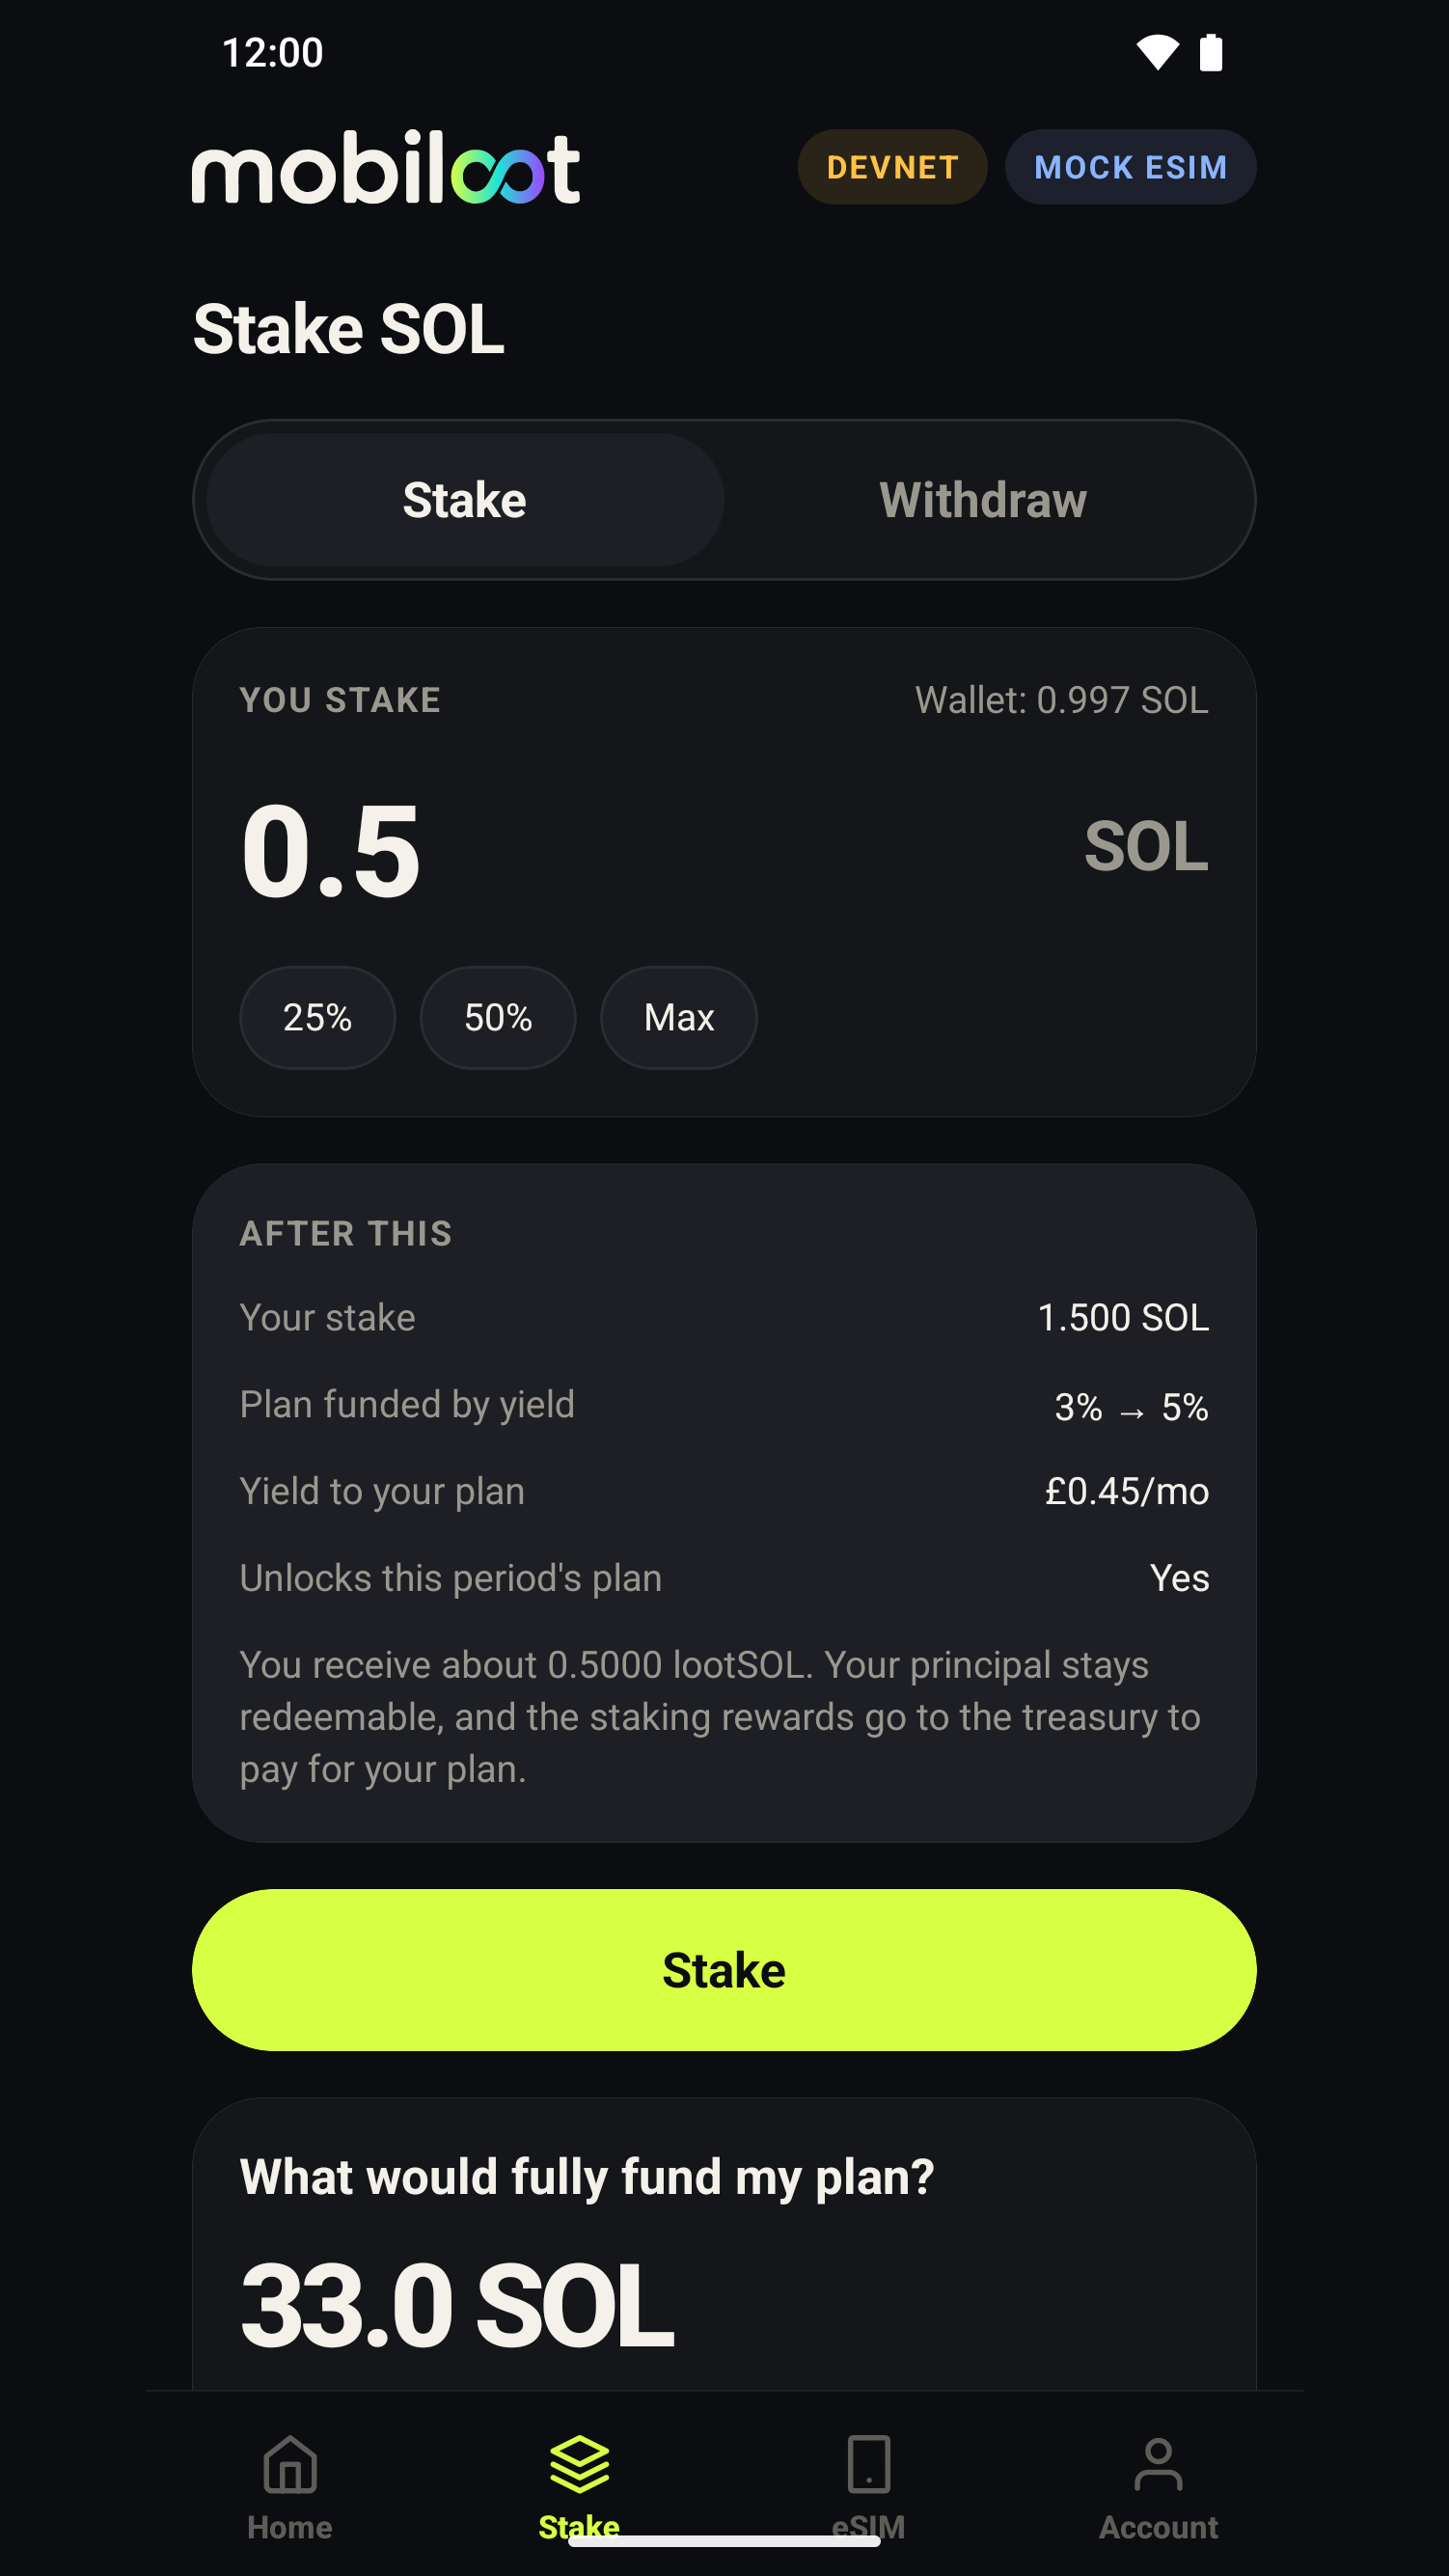 12:00
mobiloot
DEVNET
MOCK ESIM
Stake SOL
Stake
Withdraw
YOU STAKE
Wallet: 0.997 SOL
0.5
SOL
25%
50%
Max
AFTER THIS
Your stake
1.500 SOL
Plan funded by yield
3% → 5%
Yield to your plan
£0.45/mo
Unlocks this period's plan
Yes
You receive about 0.5000 lootSOL. Your principal stays
redeemable, and the staking rewards go to the treasury to
pay for your plan.
Stake
What would fully fund my plan?
33.0 SOL
Home
Stake
eSIM
Account